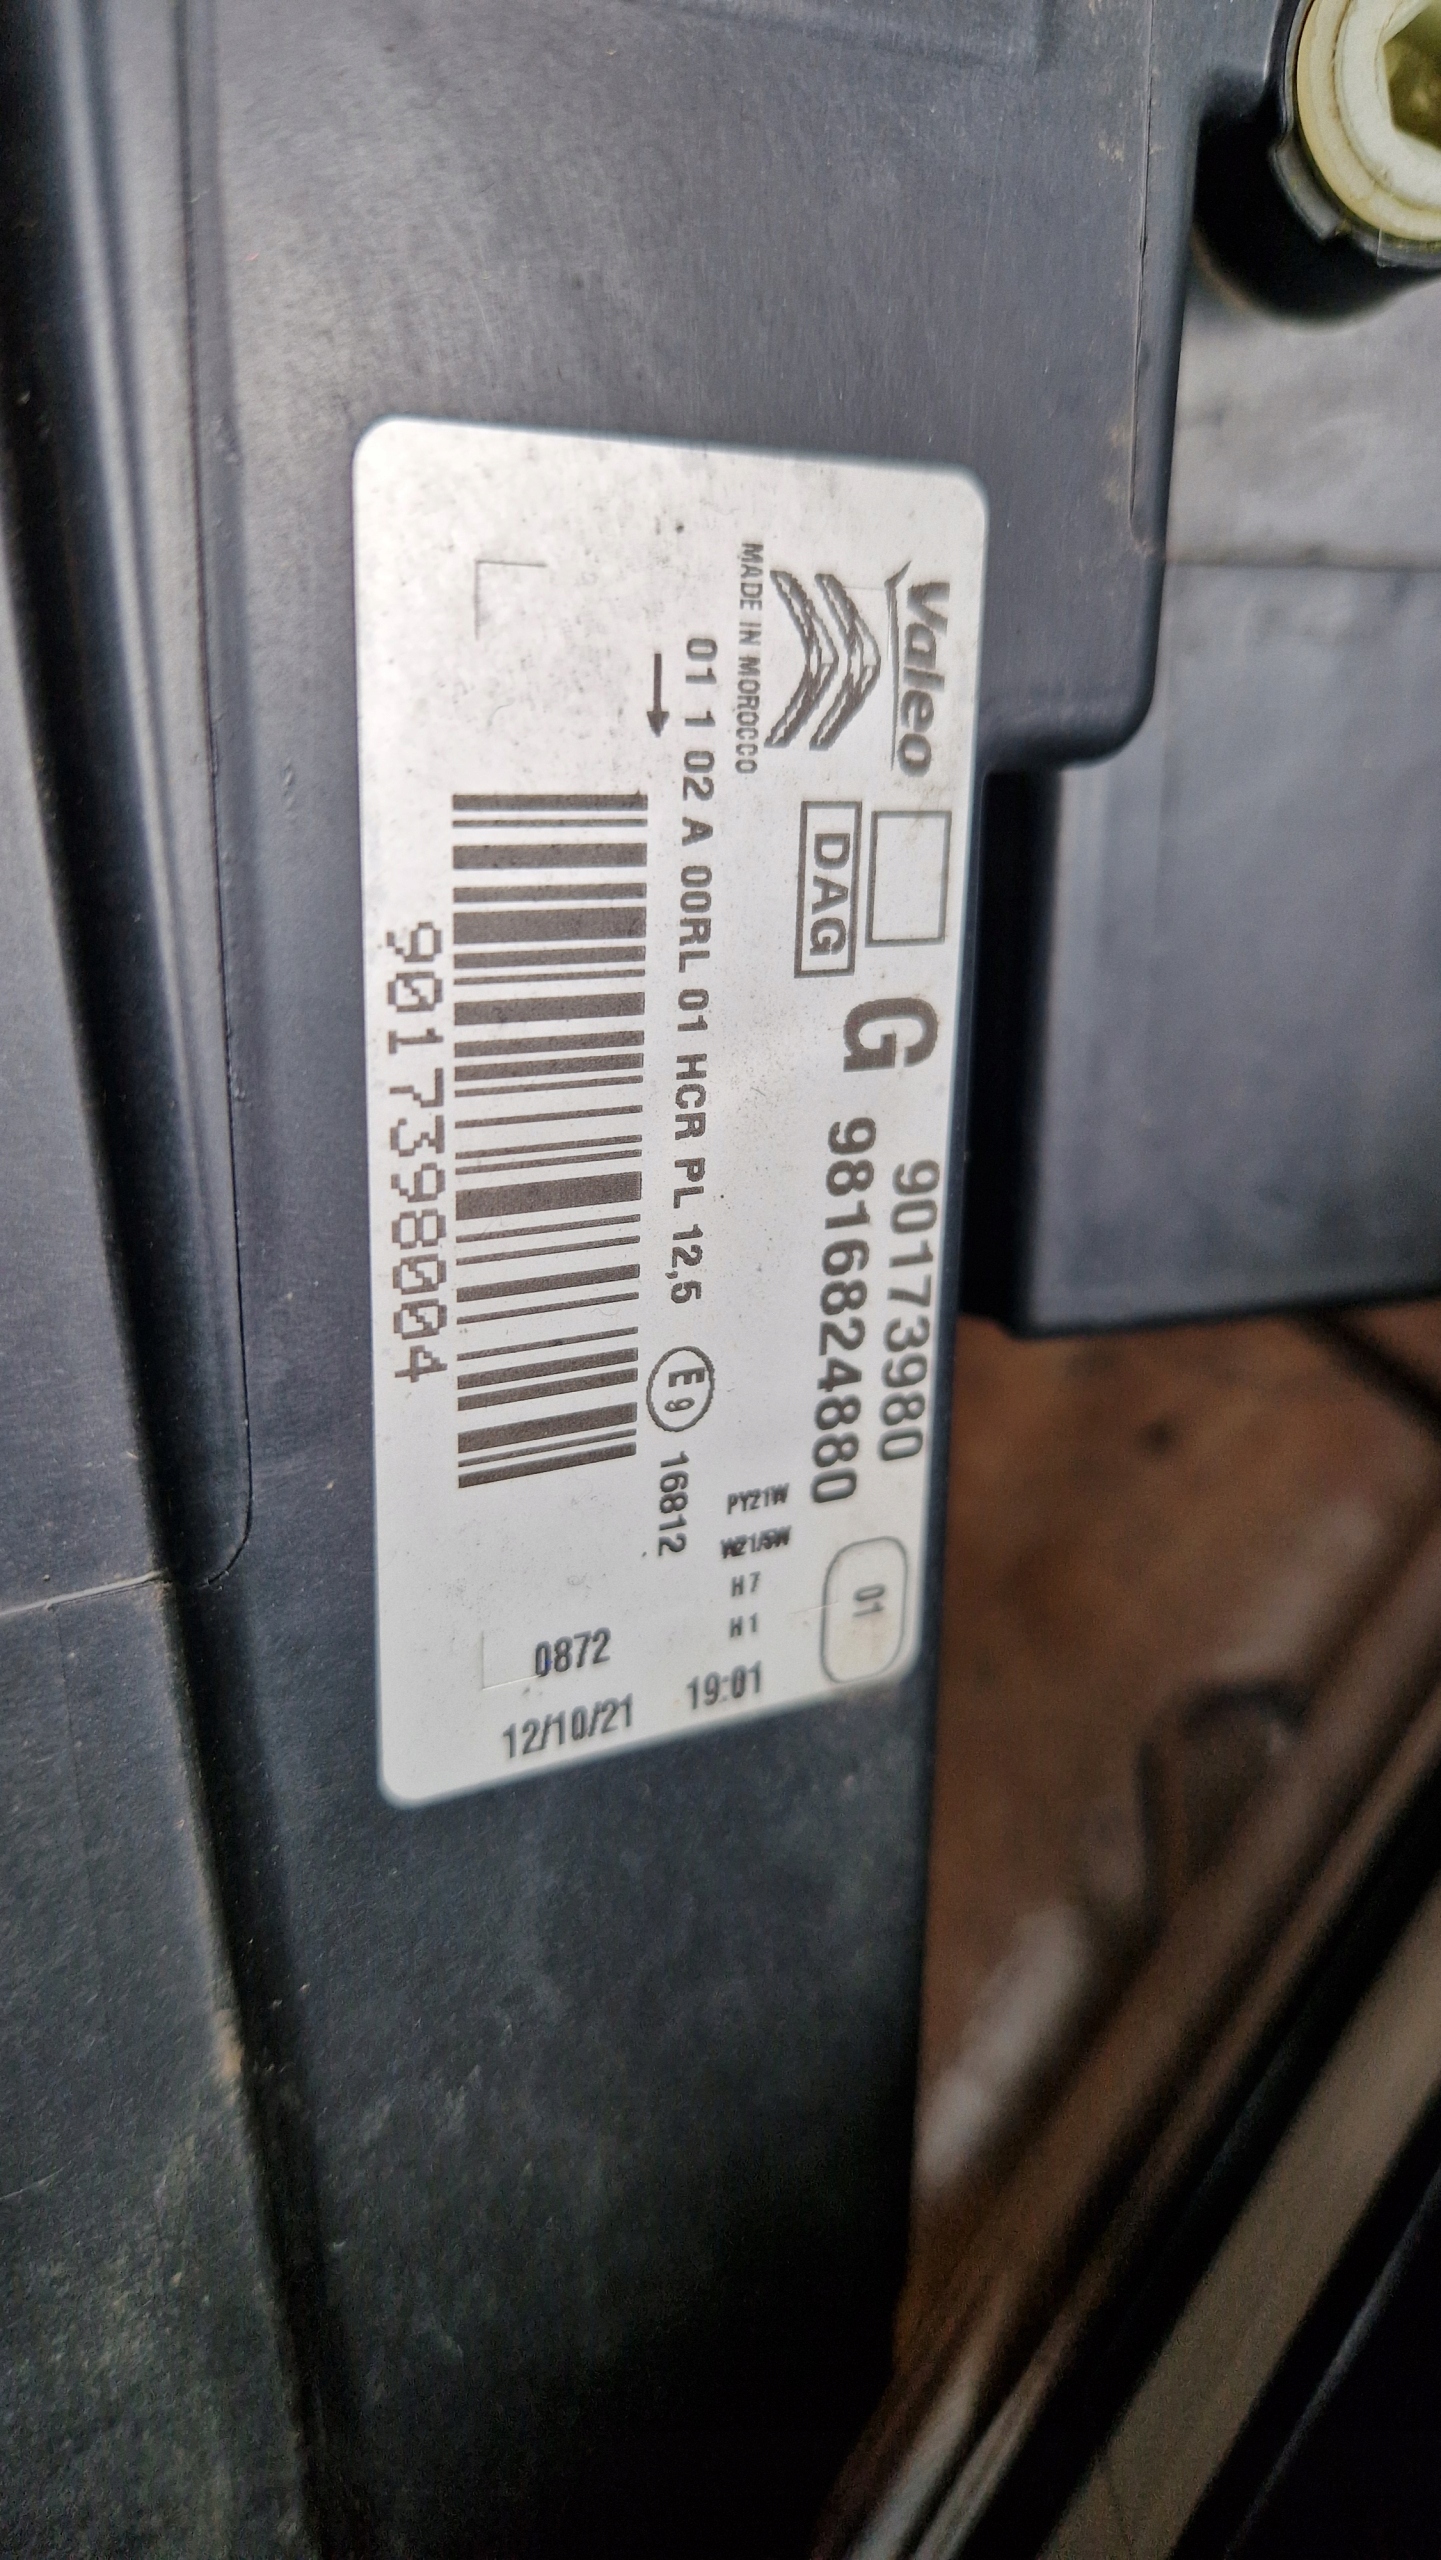 Valeo
MADE IN MOROCCO
DAG
G
90173980
9816824880
01
01 1 02 A 00RL 01 HCR PL 12,5 E9 16812
PY21W
W21/5W
H7
H1
9017398004
0872
19:01
12/10/21